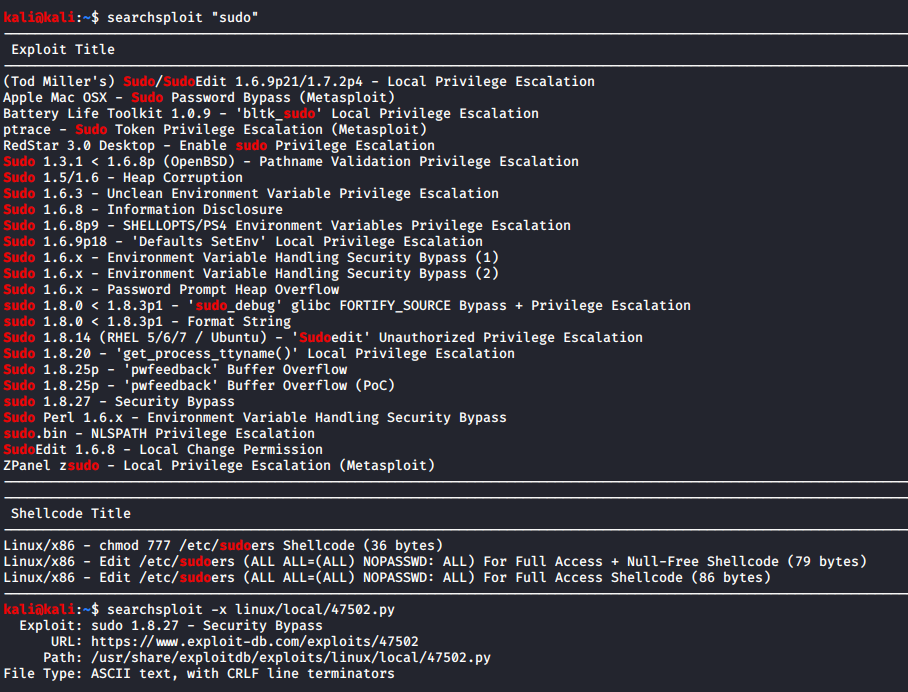 kali@kali:~$ searchsploit "sudo"
Exploit Title
(Tod Miller's) Sudo/SudoEdit 1.6.9p21/1.7.2p4 - Local Privilege Escalation
Apple Mac OSX - Sudo Password Bypass (Metasploit)
Battery Life Toolkit 1.0.9 - 'bltk_sudo' Local Privilege Escalation
ptrace - Sudo Token Privilege Escalation (Metasploit)
RedStar 3.0 Desktop - Enable sudo Privilege Escalation
Sudo 1.3.1 < 1.6.8p (OpenBSD) - Pathname Validation Privilege Escalation
Sudo 1.5/1.6 - Heap Corruption
Sudo 1.6.3 - Unclean Environment Variable Privilege Escalation
Sudo 1.6.8 - Information Disclosure
Sudo 1.6.8p9 - SHELLOPTS/PS4 Environment Variables Privilege Escalation
Sudo 1.6.9p18 - 'Defaults SetEnv' Local Privilege Escalation
Sudo 1.6.x - Environment Variable Handling Security Bypass (1)
Sudo 1.6.x - Environment Variable Handling Security Bypass (2)
Sudo 1.6.x - Password Prompt Heap Overflow
sudo 1.8.0 < 1.8.3p1 - 'sudo_debug' glibc FORTIFY_SOURCE Bypass + Privilege Escalation
sudo 1.8.0 < 1.8.3p1 - Format String
Sudo 1.8.14 (RHEL 5/6/7 / Ubuntu) - 'Sudoedit' Unauthorized Privilege Escalation
Sudo 1.8.20 - 'get_process_ttyname()' Local Privilege Escalation
Sudo 1.8.25p - 'pwfeedback' Buffer Overflow
Sudo 1.8.25p - 'pwfeedback' Buffer Overflow (PoC)
sudo 1.8.27 - Security Bypass
Sudo Perl 1.6.x - Environment Variable Handling Security Bypass
sudo.bin - NLSPATH Privilege Escalation
SudoEdit 1.6.8 - Local Change Permission
ZPanel zsudo - Local Privilege Escalation (Metasploit)
Shellcode Title
Linux/x86 - chmod 777 /etc/sudoers Shellcode (36 bytes)
Linux/x86 - Edit /etc/sudoers (ALL ALL=(ALL) NOPASSWD: ALL) For Full Access + Null-Free Shellcode (79 bytes)
Linux/x86 - Edit /etc/sudoers (ALL ALL=(ALL) NOPASSWD: ALL) For Full Access Shellcode (86 bytes)
kali@kali:~$ searchsploit -x linux/local/47502.py
Exploit: sudo 1.8.27 - Security Bypass
URL: https://www.exploit-db.com/exploits/47502
Path: /usr/share/exploitdb/exploits/linux/local/47502.py
File Type: ASCII text, with CRLF line terminators